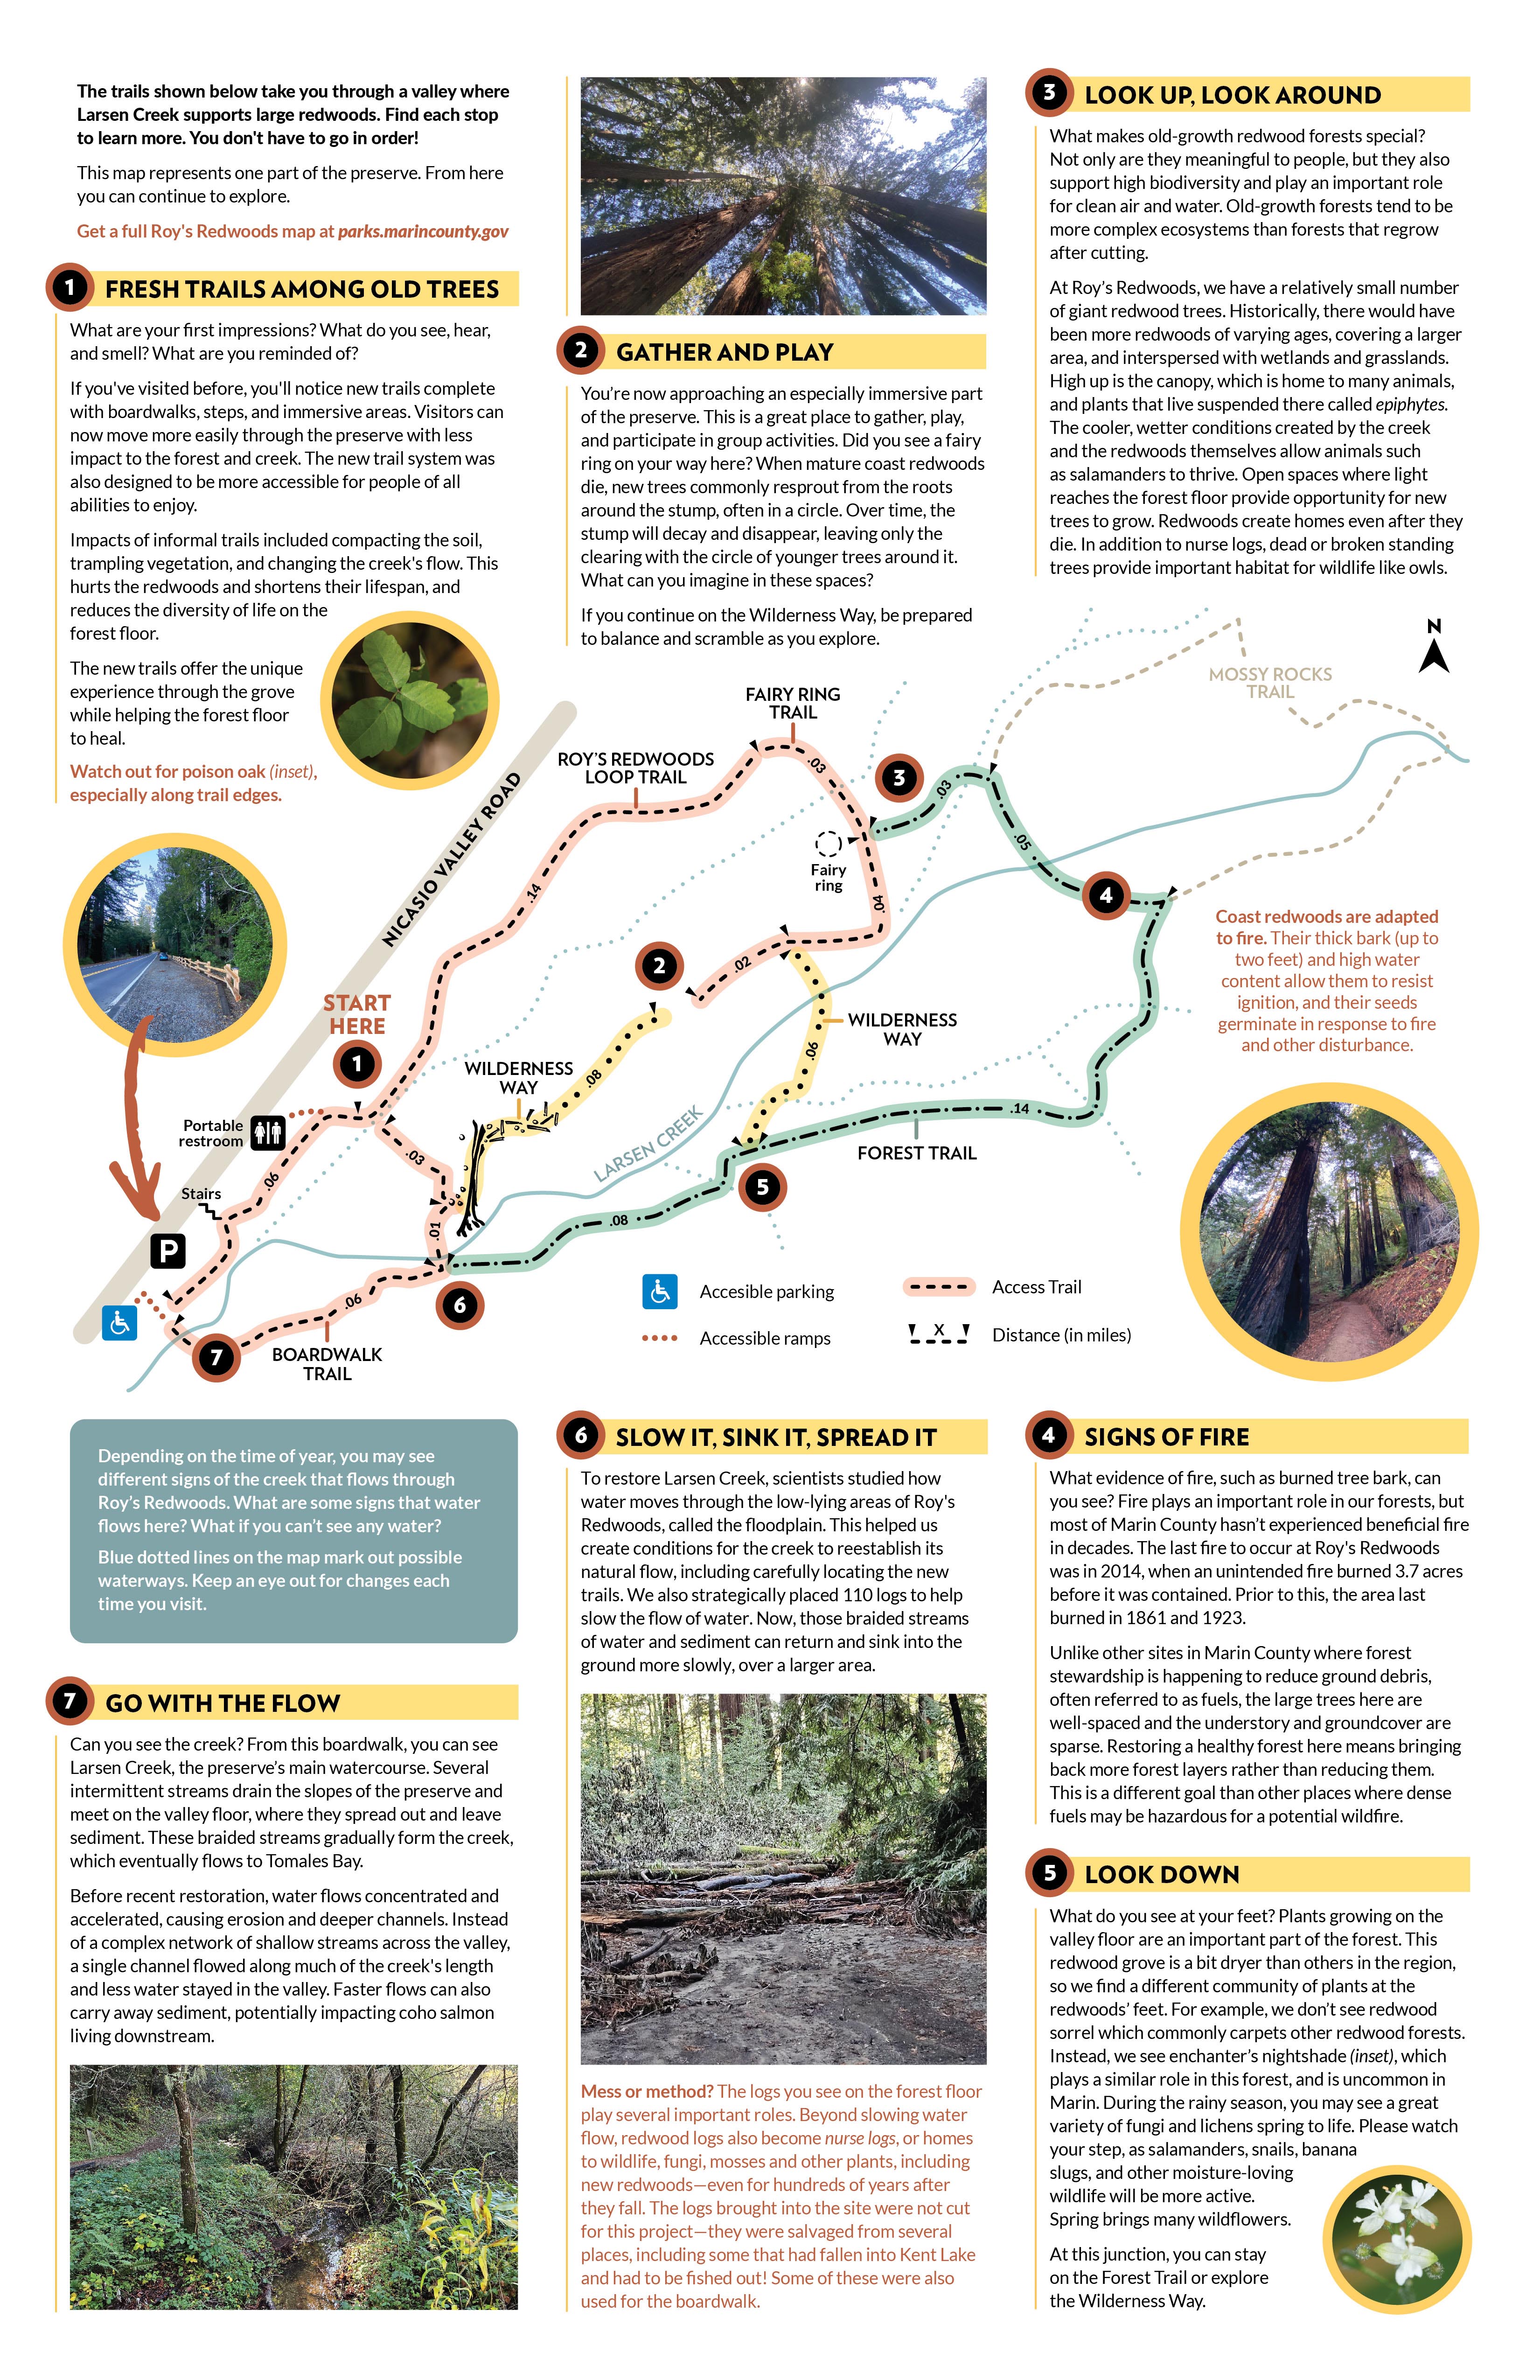 The trails shown below take you through a valley where
Larsen Creek supports large redwoods. Find each stop
to learn more. You don't have to go in order!
This map represents one part of the preserve. From here
you can continue to explore.
Get a full Roy's Redwoods map at parks.marincounty.gov
1 FRESH TRAILS AMONG OLD TREES
What are your first impressions? What do you see, hear,
and smell? What are you reminded of?
If you've visited before, you'll notice new trails complete
with boardwalks, steps, and immersive areas. Visitors can
now move more easily through the preserve with less
impact to the forest and creek. The new trail system was
also designed to be more accessible for people of all
abilities to enjoy.
Impacts of informal trails included compacting the soil,
trampling vegetation, and changing the creek's flow. This
hurts the redwoods and shortens their lifespan, and
reduces the diversity of life on the
forest floor.
The new trails offer the unique
experience through the grove
while helping the forest floor
to heal.
Watch out for poison oak (inset),
especially along trail edges.
2 GATHER AND PLAY
You’re now approaching an especially immersive part
of the preserve. This is a great place to gather, play,
and participate in group activities. Did you see a fairy
ring on your way here? When mature coast redwoods
die, new trees commonly resprout from the roots
around the stump, often in a circle. Over time, the
stump will decay and disappear, leaving only the
clearing with the circle of younger trees around it.
What can you imagine in these spaces?
If you continue on the Wilderness Way, be prepared
to balance and scramble as you explore.
3 LOOK UP, LOOK AROUND
What makes old-growth redwood forests special?
Not only are they meaningful to people, but they also
support high biodiversity and play an important role
for clean air and water. Old-growth forests tend to be
more complex ecosystems than forests that regrow
after cutting.
At Roy’s Redwoods, we have a relatively small number
of giant redwood trees. Historically, there would have
been more redwoods of varying ages, covering a larger
area, and interspersed with wetlands and grasslands.
High up is the canopy, which is home to many animals,
and plants that live suspended there called epiphytes.
The cooler, wetter conditions created by the creek
and the redwoods themselves allow animals such
as salamanders to thrive. Open spaces where light
reaches the forest floor provide opportunity for new
trees to grow. Redwoods create homes even after they
die. In addition to nurse logs, dead or broken standing
trees provide important habitat for wildlife like owls.
N
MOSSY ROCKS
TRAIL
FAIRY RING
TRAIL
ROY’S REDWOODS
LOOP TRAIL
NICASIO VALLEY ROAD
.03
3
.03
.05
Fairy
ring
.14
.04
4
2
.02
START
HERE
1
WILDERNESS
WAY
.06
WILDERNESS
WAY
.08
Portable
restroom
.03
LARSEN CREEK
.14
FOREST TRAIL
.06
Stairs
5
P
.01
.08
6
.06
7
BOARDWALK
TRAIL
Accesible parking
Accessible ramps
Access Trail
X
Distance (in miles)
Coast redwoods are adapted
to fire. Their thick bark (up to
two feet) and high water
content allow them to resist
ignition, and their seeds
germinate in response to fire
and other disturbance.
Depending on the time of year, you may see
different signs of the creek that flows through
Roy’s Redwoods. What are some signs that water
flows here? What if you can’t see any water?
Blue dotted lines on the map mark out possible
waterways. Keep an eye out for changes each
time you visit.
7 GO WITH THE FLOW
Can you see the creek? From this boardwalk, you can see
Larsen Creek, the preserve’s main watercourse. Several
intermittent streams drain the slopes of the preserve and
meet on the valley floor, where they spread out and leave
sediment. These braided streams gradually form the creek,
which eventually flows to Tomales Bay.
Before recent restoration, water flows concentrated and
accelerated, causing erosion and deeper channels. Instead
of a complex network of shallow streams across the valley,
a single channel flowed along much of the creek's length
and less water stayed in the valley. Faster flows can also
carry away sediment, potentially impacting coho salmon
living downstream.
6 SLOW IT, SINK IT, SPREAD IT
To restore Larsen Creek, scientists studied how
water moves through the low-lying areas of Roy's
Redwoods, called the floodplain. This helped us
create conditions for the creek to reestablish its
natural flow, including carefully locating the new
trails. We also strategically placed 110 logs to help
slow the flow of water. Now, those braided streams
of water and sediment can return and sink into the
ground more slowly, over a larger area.
Mess or method? The logs you see on the forest floor
play several important roles. Beyond slowing water
flow, redwood logs also become nurse logs, or homes
to wildlife, fungi, mosses and other plants, including
new redwoods—even for hundreds of years after
they fall. The logs brought into the site were not cut
for this project—they were salvaged from several
places, including some that had fallen into Kent Lake
and had to be fished out! Some of these were also
used for the boardwalk.
4 SIGNS OF FIRE
What evidence of fire, such as burned tree bark, can
you see? Fire plays an important role in our forests, but
most of Marin County hasn’t experienced beneficial fire
in decades. The last fire to occur at Roy's Redwoods
was in 2014, when an unintended fire burned 3.7 acres
before it was contained. Prior to this, the area last
burned in 1861 and 1923.
Unlike other sites in Marin County where forest
stewardship is happening to reduce ground debris,
often referred to as fuels, the large trees here are
well-spaced and the understory and groundcover are
sparse. Restoring a healthy forest here means bringing
back more forest layers rather than reducing them.
This is a different goal than other places where dense
fuels may be hazardous for a potential wildfire.
5 LOOK DOWN
What do you see at your feet? Plants growing on the
valley floor are an important part of the forest. This
redwood grove is a bit dryer than others in the region,
so we find a different community of plants at the
redwoods’ feet. For example, we don’t see redwood
sorrel which commonly carpets other redwood forests.
Instead, we see enchanter’s nightshade (inset), which
plays a similar role in this forest, and is uncommon in
Marin. During the rainy season, you may see a great
variety of fungi and lichens spring to life. Please watch
your step, as salamanders, snails, banana
slugs, and other moisture-loving
wildlife will be more active.
Spring brings many wildflowers.
At this junction, you can stay
on the Forest Trail or explore
the Wilderness Way.